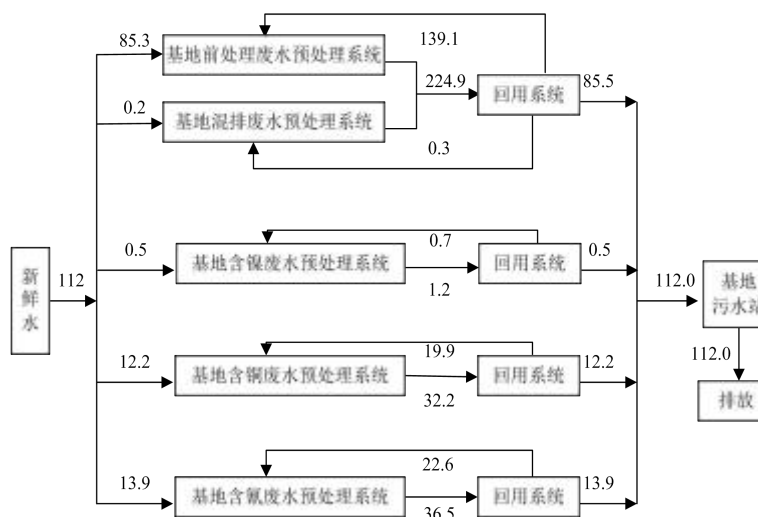 139.1
85.3
基地前处理废水预处理系统
224.9
回用系统
85.5
0.2
基地混排废水预处理系统
0.3
新鲜水
112
0.5
基地含镍废水预处理系统
0.7
1.2
回用系统
0.5
112.0
基地
污水站
12.2
基地含铜废水预处理系统
19.9
32.2
回用系统
12.2
112.0
排放
13.9
基地含氰废水预处理系统
22.6
36.5
回用系统
13.9